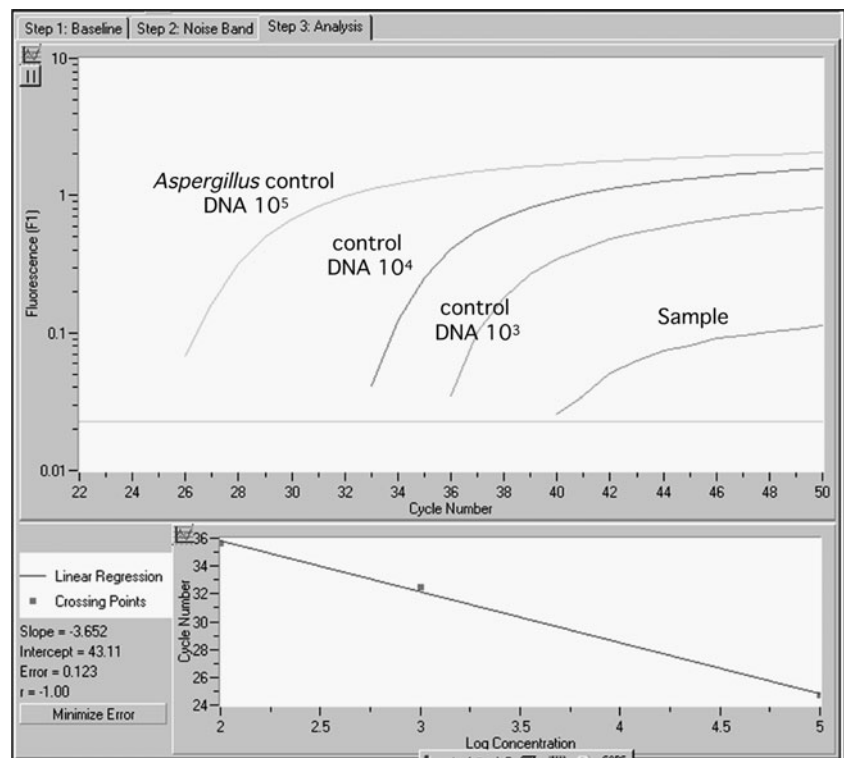 Step 1: Baseline Step 2: Noise Band Step 3: Analysis
10
1
0.1
0.01
Fluorescence (F1)
Aspergillus control
DNA 10⁵
control
DNA 10⁴
control
DNA 10³
Sample
22 24 26 28 30 32 34 36 38 40 42 44 46 48 50
Cycle Number
Linear Regression
Crossing Points
Slope = -3.652
Intercept = 43.11
Error = 0.123
r = -1.00
Minimize Error
36
34
32
30
28
26
24
Cycle Number
2 2.5 3 3.5 4 4.5 5
Log Concentration